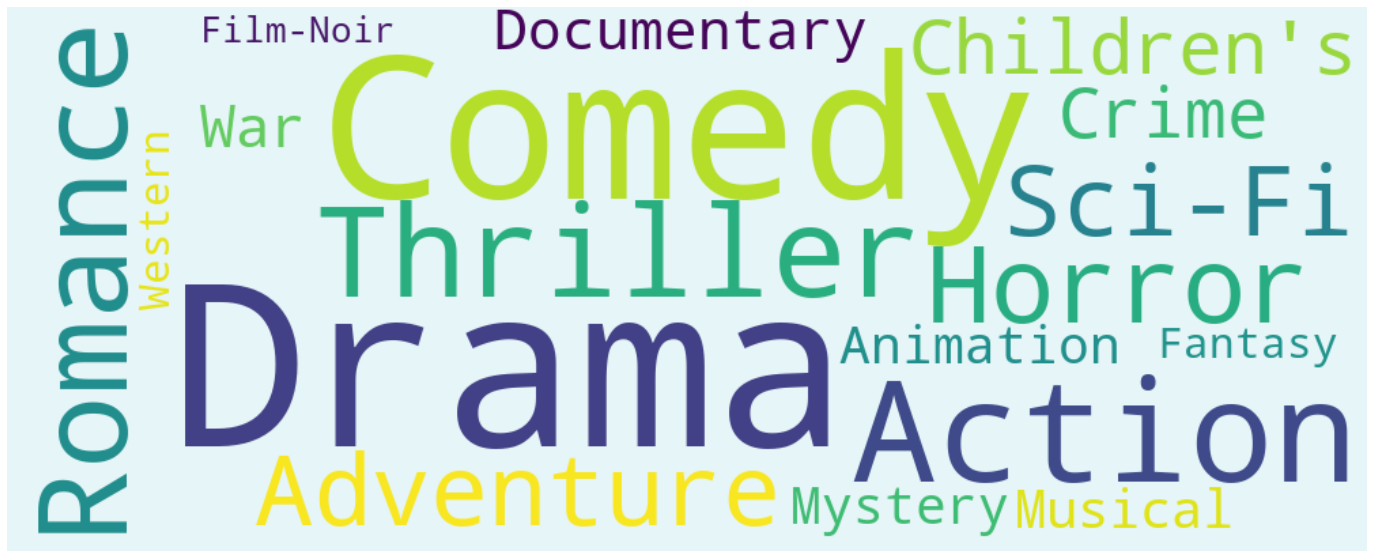 Film-Noir
Documentary
Children's
Romance
Western
War
Comedy
Crime
Sci-Fi
Thriller
Horror
Drama
Animation
Fantasy
Action
Adventure
Mystery
Musical